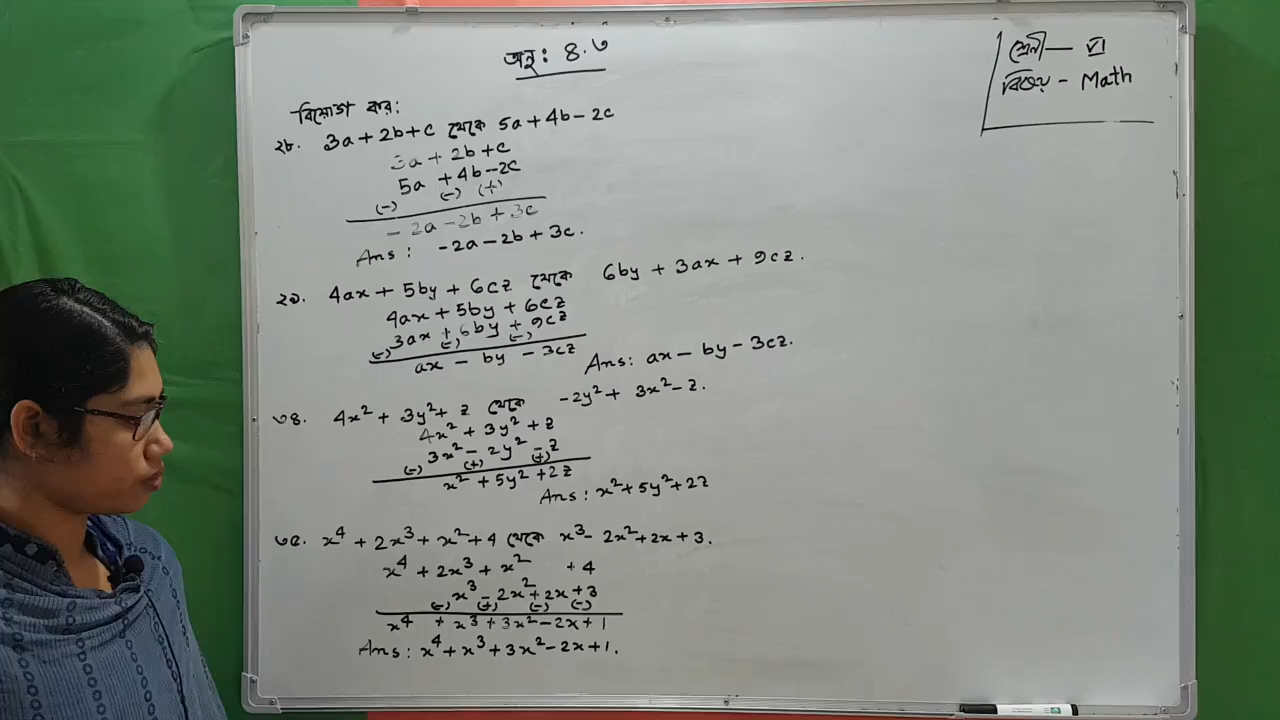 অনু: ৪.৩
শ্রেনী — VI
বিষয় - Math
বিয়োগ কর:
২৮. 3a + 2b + c থেকে 5a + 4b - 2c
3a + 2b + c
5a + 4b - 2c
(-) (-) (+)
- 2a - 2b + 3c
Ans: -2a - 2b + 3c.
২৯. 4ax + 5by + 6cz থেকে 6by + 3ax + 9cz.
4ax + 5by + 6cz
3ax + 6by + 9cz
(-) (-) (-)
ax - by - 3cz
Ans: ax - by - 3cz.
৩৪. 4x² + 3y² + z থেকে -2y² + 3x² - z.
4x² + 3y² + z
3x² - 2y² - z
(-) (+) (+)
x² + 5y² + 2z
Ans: x² + 5y² + 2z
৩৫. x⁴ + 2x³ + x² + 4 থেকে x³ - 2x² + 2x + 3.
x⁴ + 2x³ + x² + 4
x³ - 2x² + 2x + 3
(-) (+) (-) (-)
x⁴ + x³ + 3x² - 2x + 1
Ans: x⁴ + x³ + 3x² - 2x + 1.